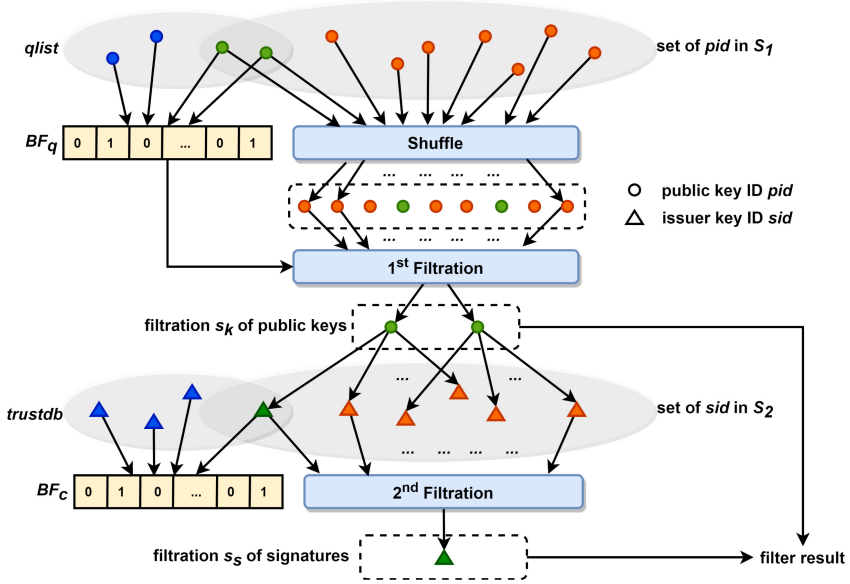 qlist
set of pid in S1
BFq
0 1 0 ... 0 1
Shuffle
... ... ... ...
public key ID pid
issuer key ID sid
... ... ... ...
1st Filtration
filtration sk of public keys
... ...
trustdb
set of sid in S2
... ... ... ...
BFc
0 1 0 ... 0 1
2nd Filtration
filtration ss of signatures
filter result